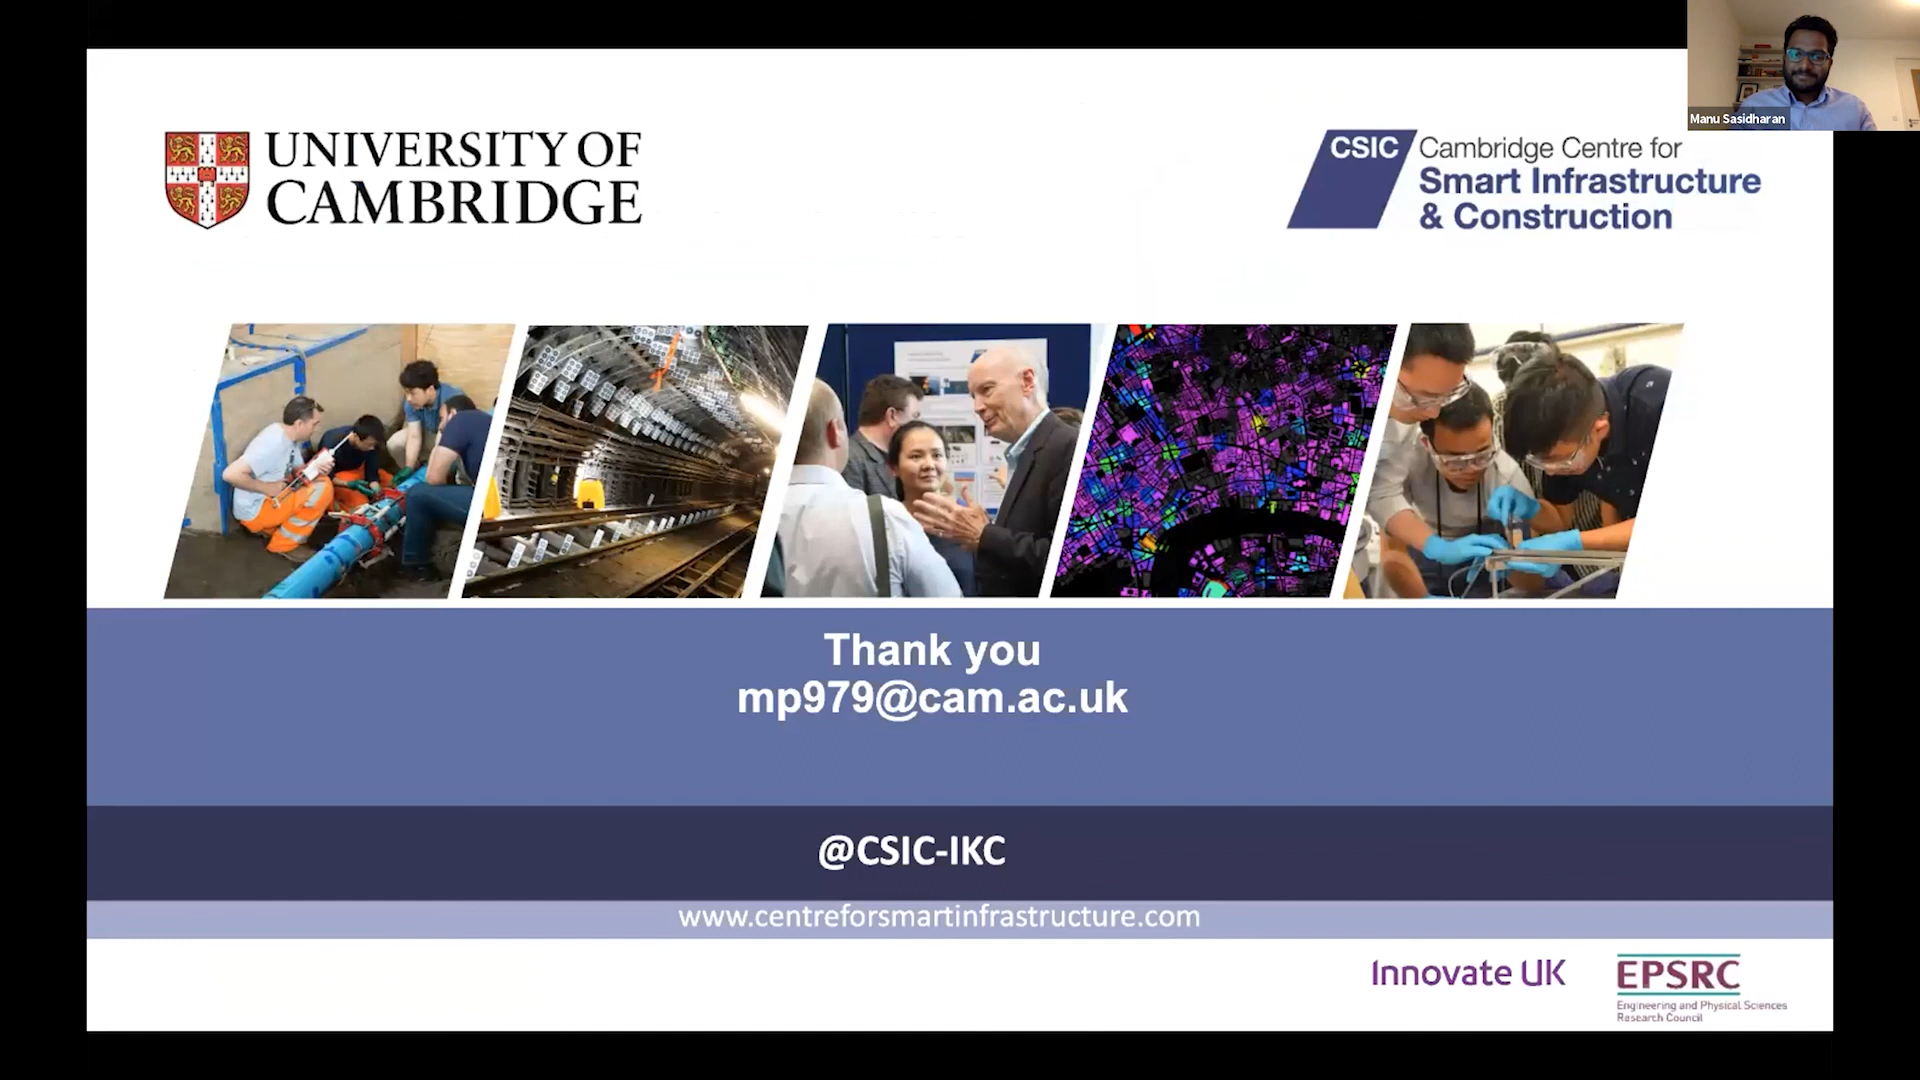 Manu Sasidharan
UNIVERSITY OF
CAMBRIDGE
CSIC
Cambridge Centre for
Smart Infrastructure
& Construction
Thank you
mp979@cam.ac.uk
@CSIC-IKC
www.centreforsmartinfrastructure.com
Innovate UK
EPSRC
Engineering and Physical Sciences
Research Council